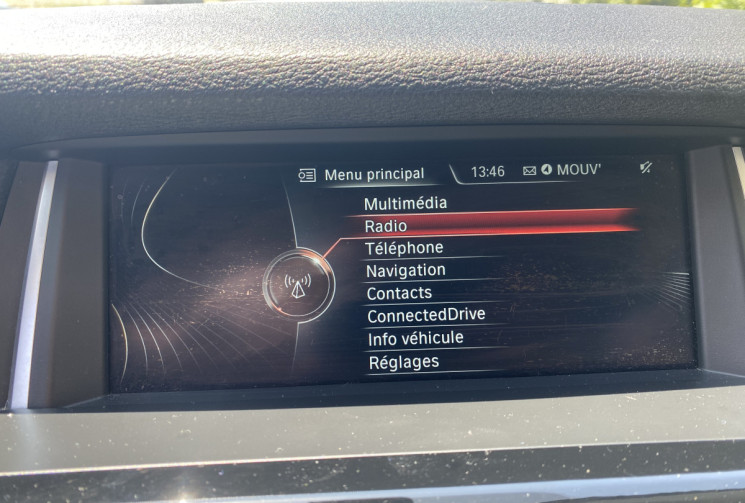 Menu principal 13:46 MOUV'
Multimédia
Radio
Téléphone
Navigation
Contacts
ConnectedDrive
Info véhicule
Réglages